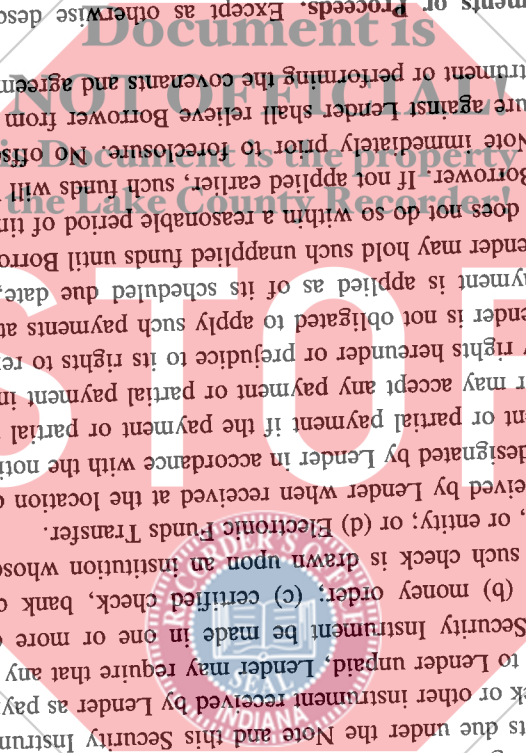 ts due under the Note and this Security Instrum
k or other instrument received by Lender as pay
to Lender unpaid, Lender may require that any
Security Instrument be made in one or more
(b) money order; (c) certified check, bank c
such check is drawn upon an institution whose
, or entity; or (d) Electronic Funds Transfer.
eived by Lender when received at the location
designated by Lender in accordance with the noti
nt or partial payment if the payment or partial
r may accept any payment or partial payment in
rights hereunder or prejudice to its rights to re
ender is not obligated to apply such payments at
yment is applied as of its scheduled due date,
ender may hold such unapplied funds until Borro
does not do so within a reasonable period of tim
Borrower. If not applied earlier, such funds will
Note immediately prior to foreclosure. No offse
ure against Lender shall relieve Borrower from
trument or performing the covenants and agreem
ments or Proceeds. Except as otherwise desc
Document is
NOT OFFICIAL!
is Document is the property
the Lake County Recorder!
STOP
RECORDER'S OFFICE
SEAL
INDIANA